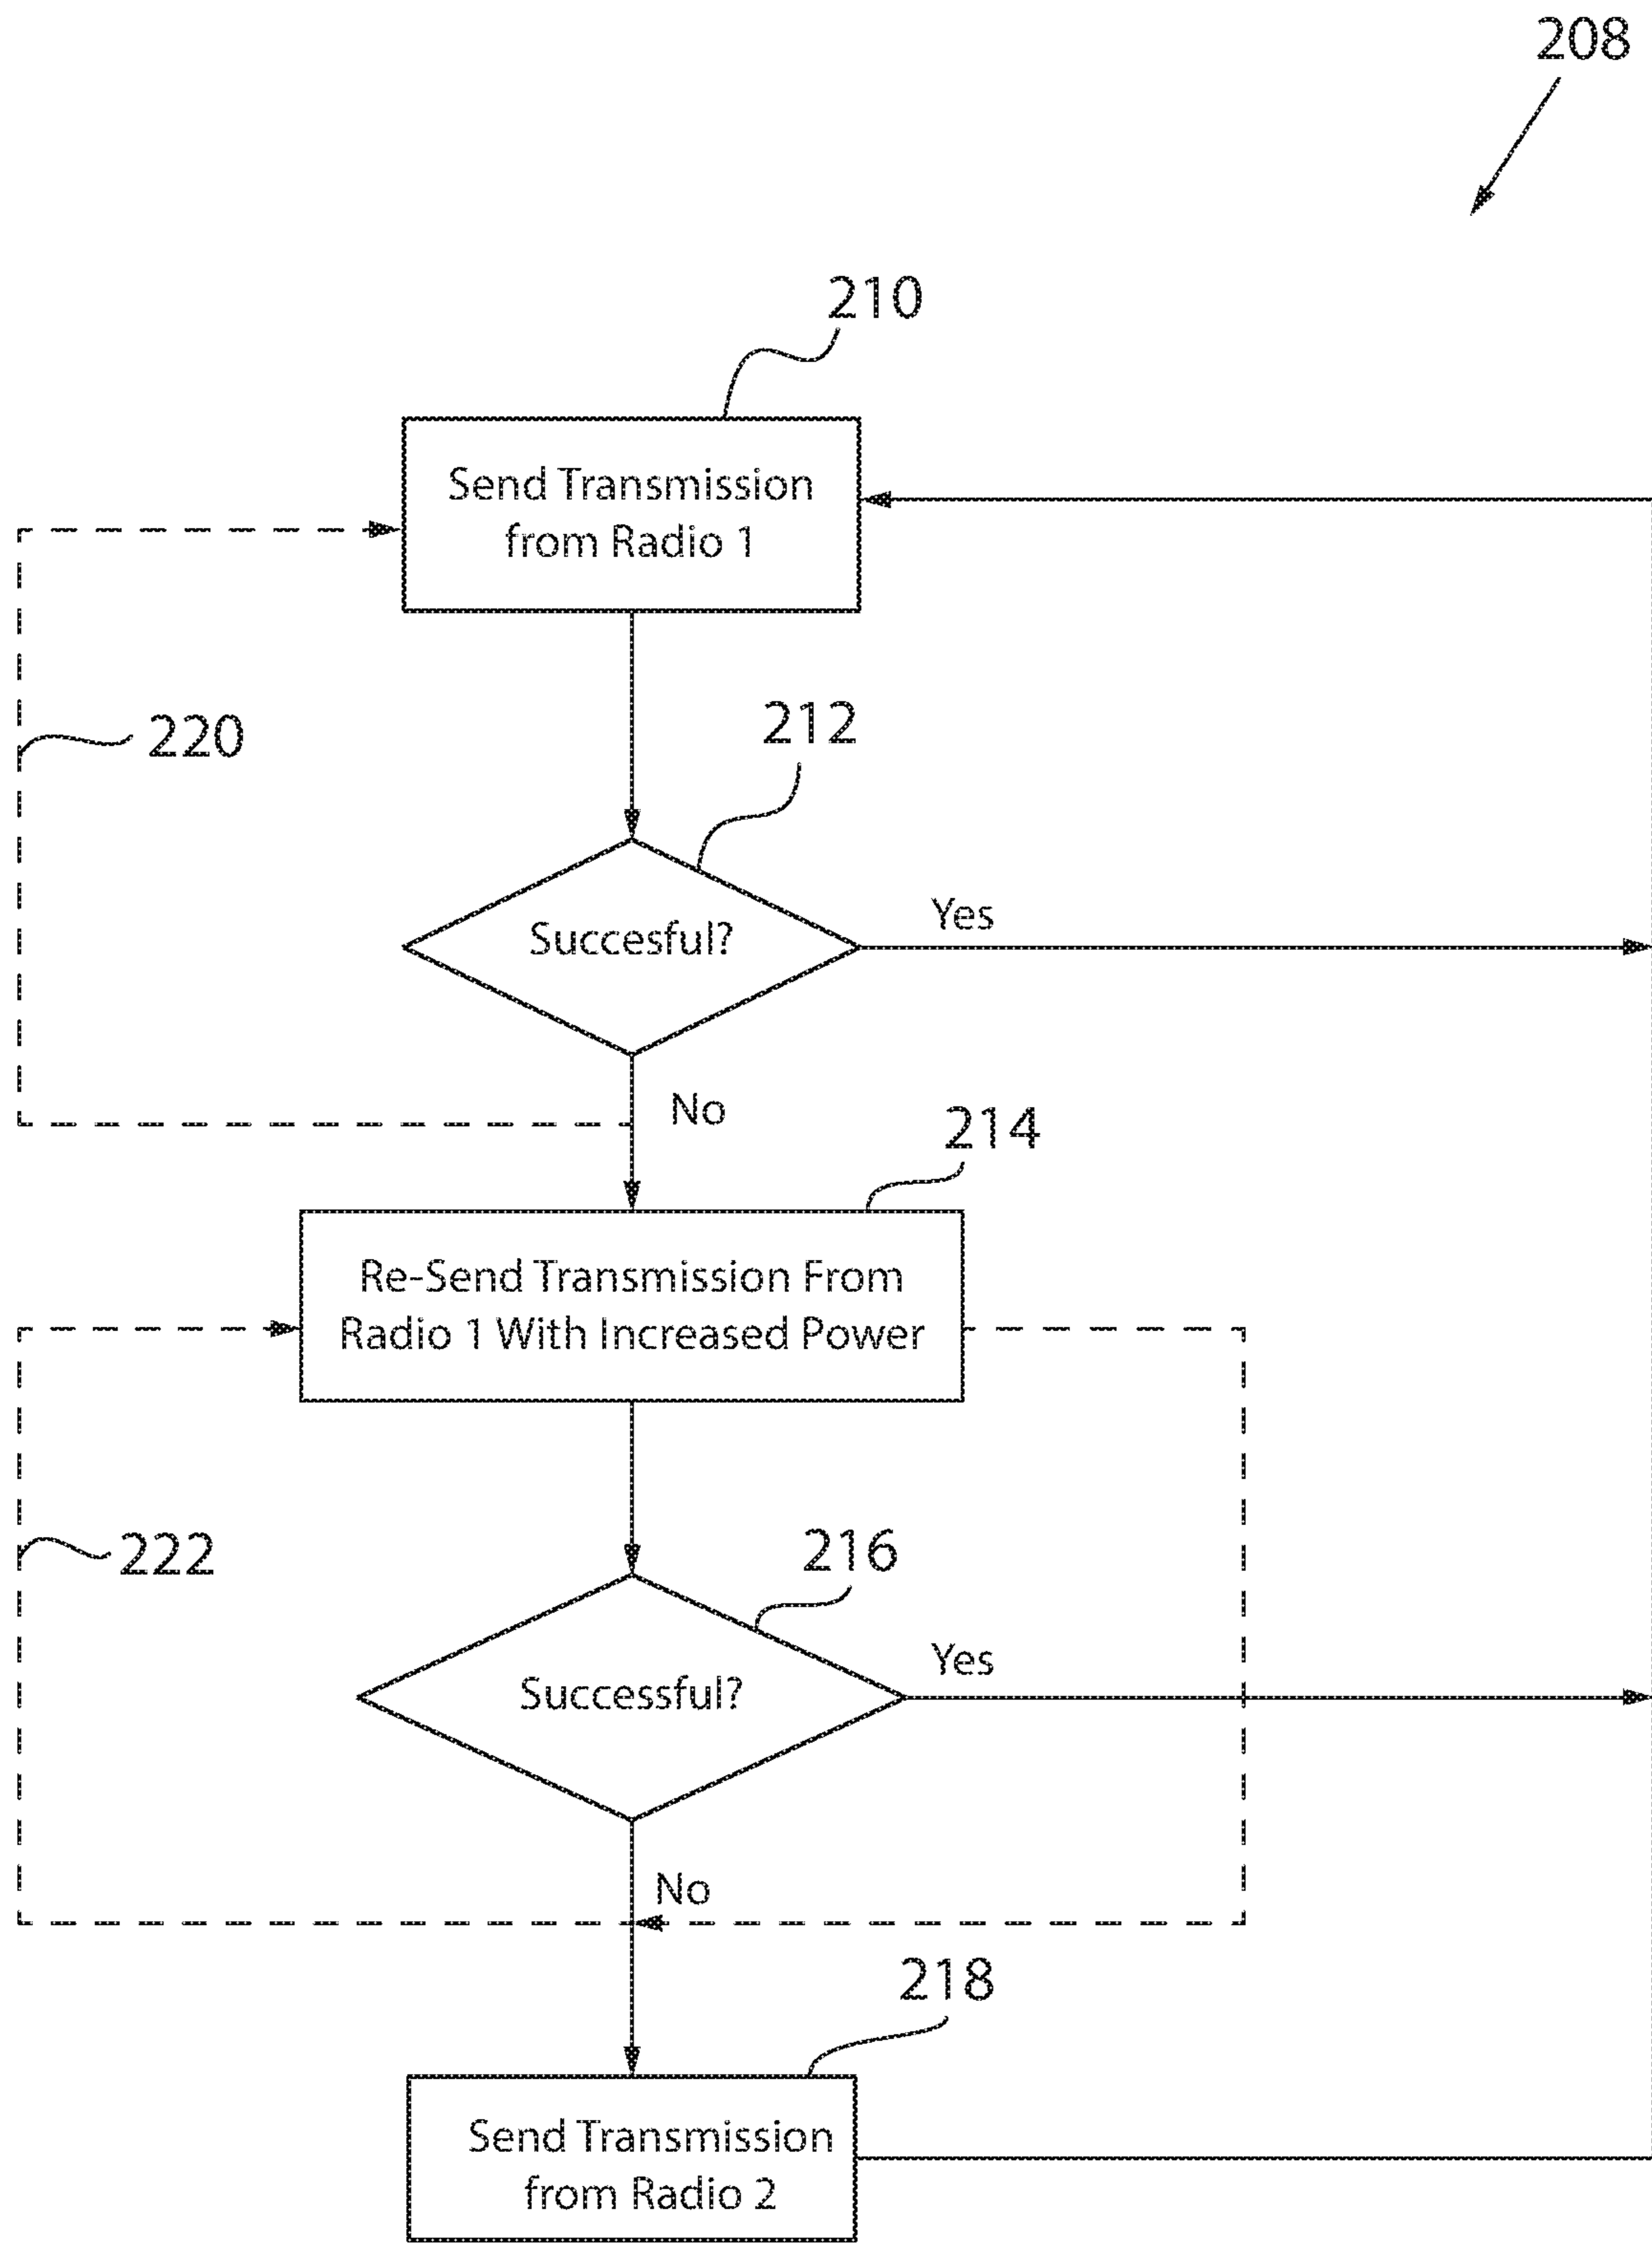 208
210
Send Transmission
from Radio 1
220
212
Succesful?
Yes
No
214
Re-Send Transmission From
Radio 1 With Increased Power
222
216
Successful?
Yes
No
218
Send Transmission
from Radio 2